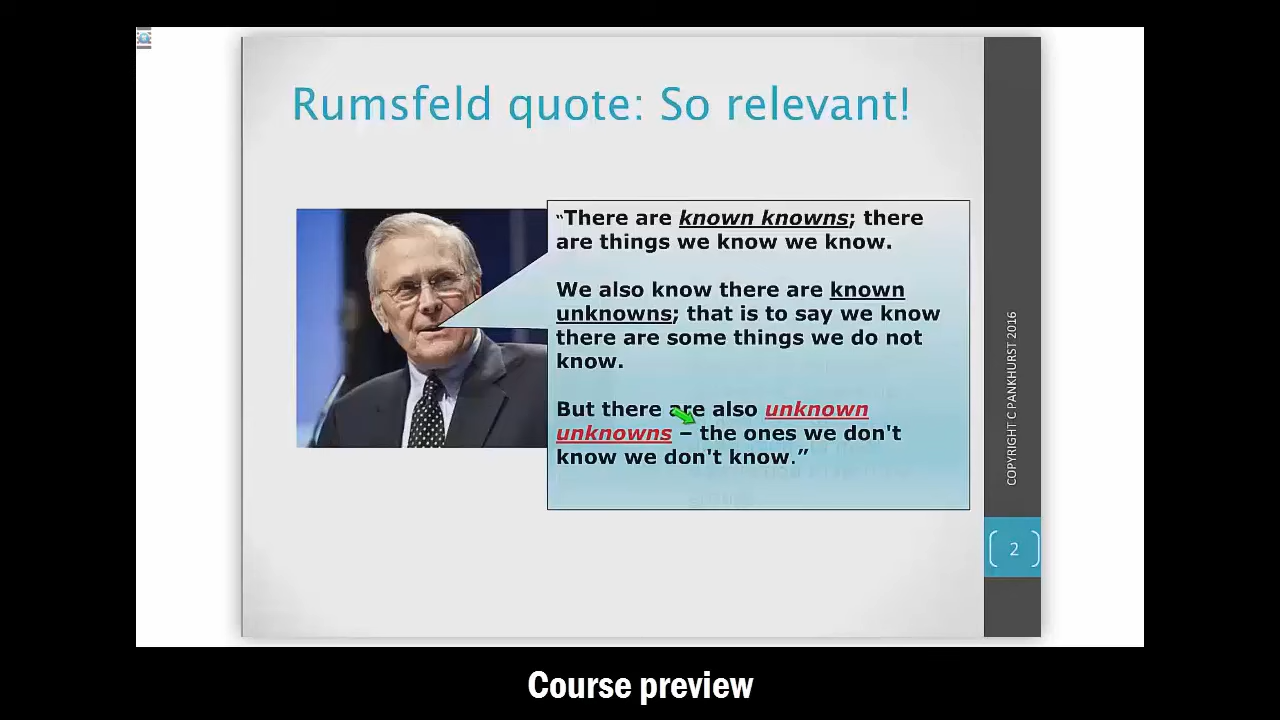 Rumsfeld quote: So relevant!
“There are known knowns; there
are things we know we know.
We also know there are known
unknowns; that is to say we know
there are some things we do not
know.
But there are also unknown
unknowns – the ones we don't
know we don't know.”
COPYRIGHT C PANKHURST 2016
2
Course preview